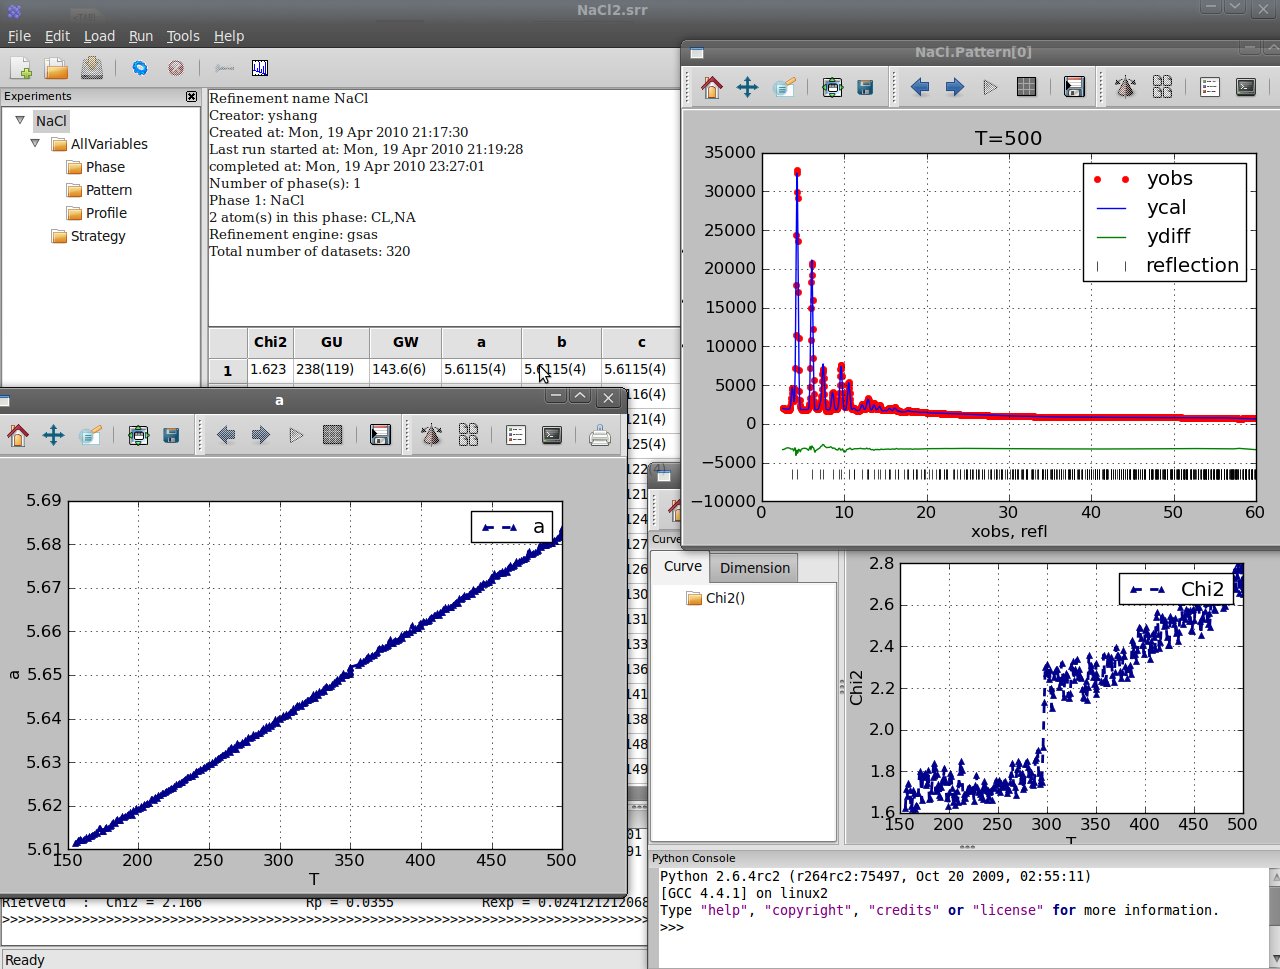 NaCl2.srr
File Edit Load Run Tools Help
Experiments
NaCl
AllVariables
Phase
Pattern
Profile
Strategy
Refinement name NaCl
Creator: yshang
Created at: Mon, 19 Apr 2010 21:17:30
Last run started at: Mon, 19 Apr 2010 21:19:28
completed at: Mon, 19 Apr 2010 23:27:01
Number of phase(s): 1
Phase 1: NaCl
2 atom(s) in this phase: CL,NA
Refinement engine: gsas
Total number of datasets: 320
Chi2 GU GW a b c
1 1.623 238(119) 143.6(6) 5.6115(4) 5.6115(4) 5.6115(4)
116(4)
121(4)
125(4)
122(4)
121
124
127
126
130
131
133
136
141
138
148
149
NaCl.Pattern[0]
T=500
35000
30000
25000
20000
15000
10000
5000
0
−5000
−10000
0 10 20 30 40 50 60
xobs, refl
yobs
ycal
ydiff
reflection
a
5.69
5.68
5.67
5.66
5.65
5.64
5.63
5.62
5.61
150 200 250 300 350 400 450 500
T
a
a
Curve
Curve Dimension
Chi2()
2.8
2.6
2.4
2.2
2.0
1.8
1.6
150 200 250 300 350 400 450 500
T
Chi2
Chi2
91
91
Rietveld : Chi2 = 2.166 Rp = 0.0355 Rexp = 0.024121212068
Ready
Python Console
Python 2.6.4rc2 (r264rc2:75497, Oct 20 2009, 02:55:11)
[GCC 4.4.1] on linux2
Type "help", "copyright", "credits" or "license" for more information.
>>>